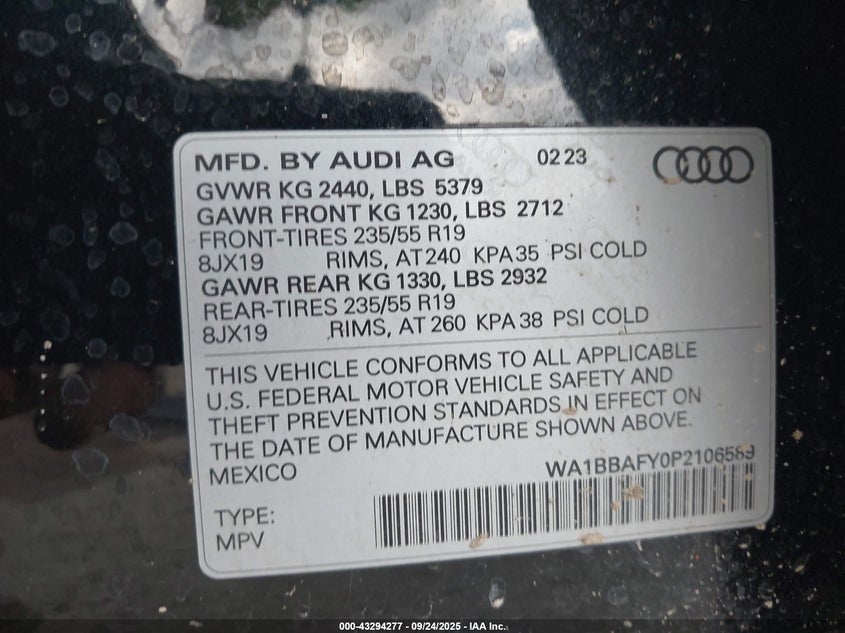 MFD. BY AUDI AG 02 23
GVWR KG 2440, LBS 5379
GAWR FRONT KG 1230, LBS 2712
FRONT-TIRES 235/55 R19
8JX19 RIMS, AT 240 KPA 35 PSI COLD
GAWR REAR KG 1330, LBS 2932
REAR-TIRES 235/55 R19
8JX19 RIMS, AT 260 KPA 38 PSI COLD
THIS VEHICLE CONFORMS TO ALL APPLICABLE
U.S. FEDERAL MOTOR VEHICLE SAFETY AND
THEFT PREVENTION STANDARDS IN EFFECT ON
THE DATE OF MANUFACTURE SHOWN ABOVE.
MEXICO
WA1BBAFY0P2106589
TYPE:
MPV
000-43294277 - 09/24/2025 - IAA Inc.